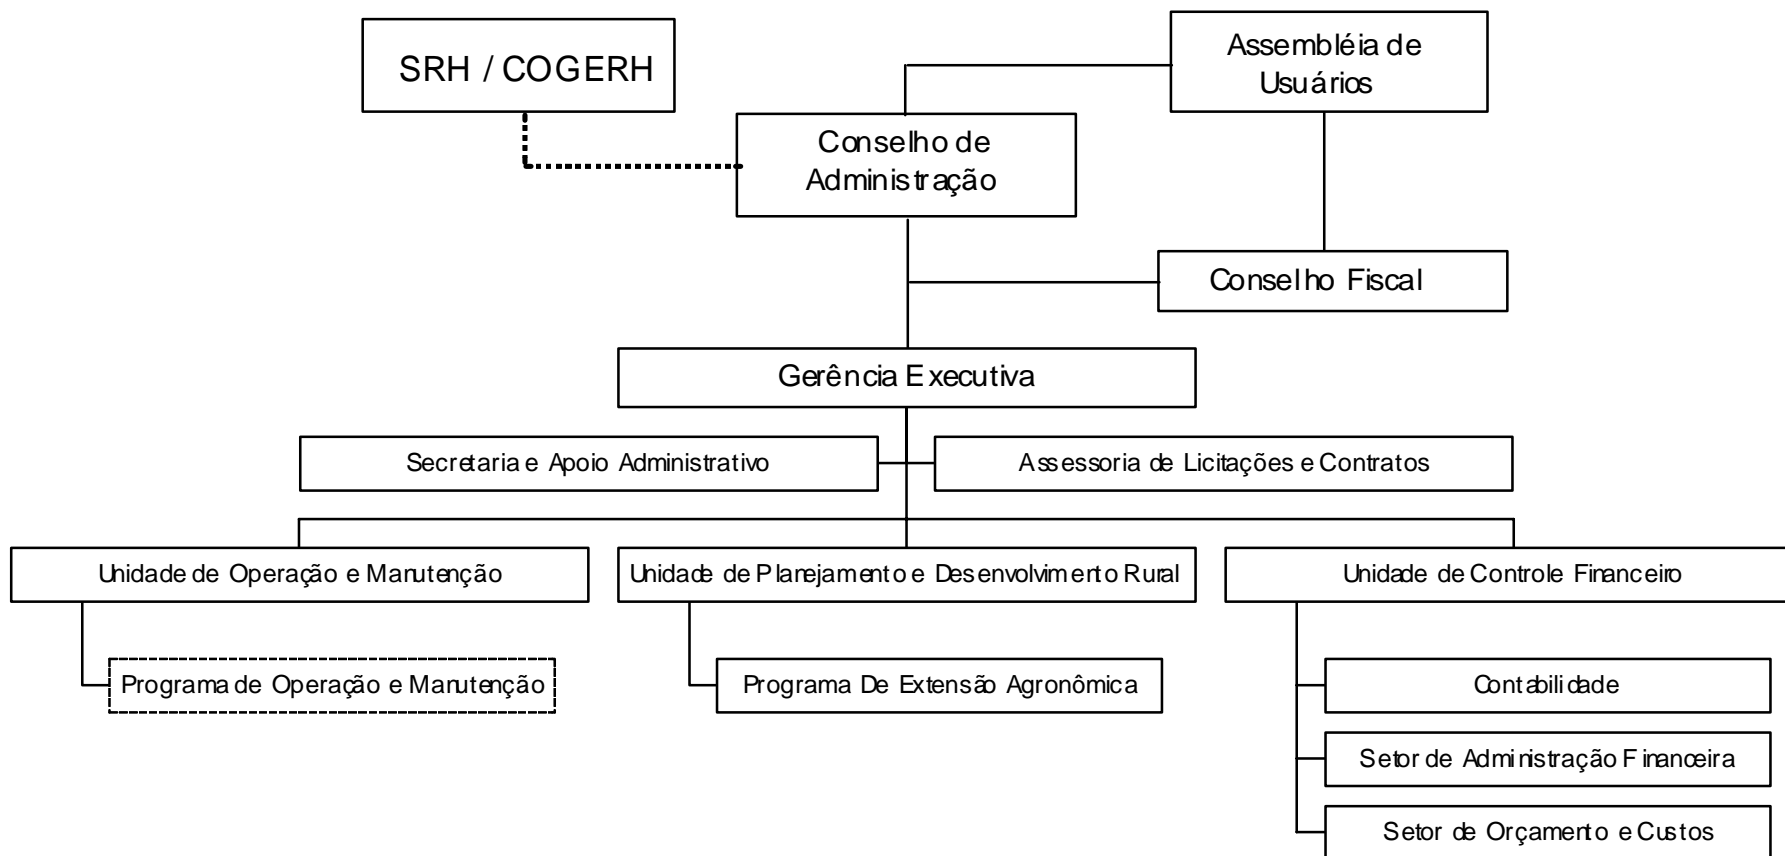 SRH / COGERH
Assembléia de
Usuários
Conselho de
Administração
Conselho Fiscal
Gerência Executiva
Secretaria e Apoio Administrativo
Assessoria de Licitações e Contratos
Unidade de Operação e Manutenção
Unidade de Planejamento e Desenvolvimento Rural
Unidade de Controle Financeiro
Programa de Operação e Manutenção
Programa De Extensão Agronômica
Contabilidade
Setor de Administração Financeira
Setor de Orçamento e Custos